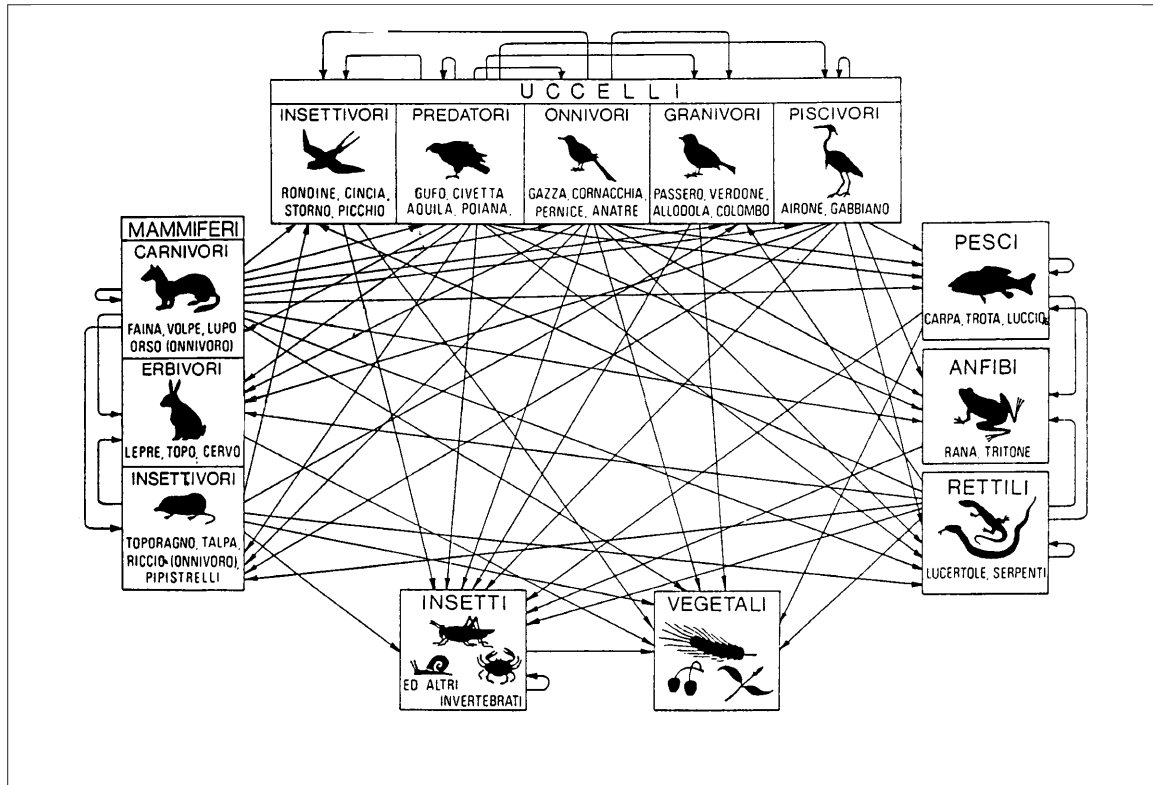 UCCELLI
INSETTIVORI
RONDINE, CINCIA,
STORNO, PICCHIO
PREDATORI
GUFO, CIVETTA
AQUILA, POIANA,
ONNIVORI
GAZZA, CORNACCHIA,
PERNICE, ANATRE
GRANIVORI
PASSERO, VERDONE,
ALLODOLA, COLOMBO
PISCIVORI
AIRONE, GABBIANO
MAMMIFERI
CARNIVORI
FAINA, VOLPE, LUPO
ORSO (ONNIVORO)
ERBIVORI
LEPRE, TOPO, CERVO
INSETTIVORI
TOPORAGNO, TALPA,
RICCIO (ONNIVORO),
PIPISTRELLI
PESCI
CARPA, TROTA, LUCCIO
ANFIBI
RANA, TRITONE
RETTILI
LUCERTOLE, SERPENTI
INSETTI
ED ALTRI
INVERTEBRATI
VEGETALI